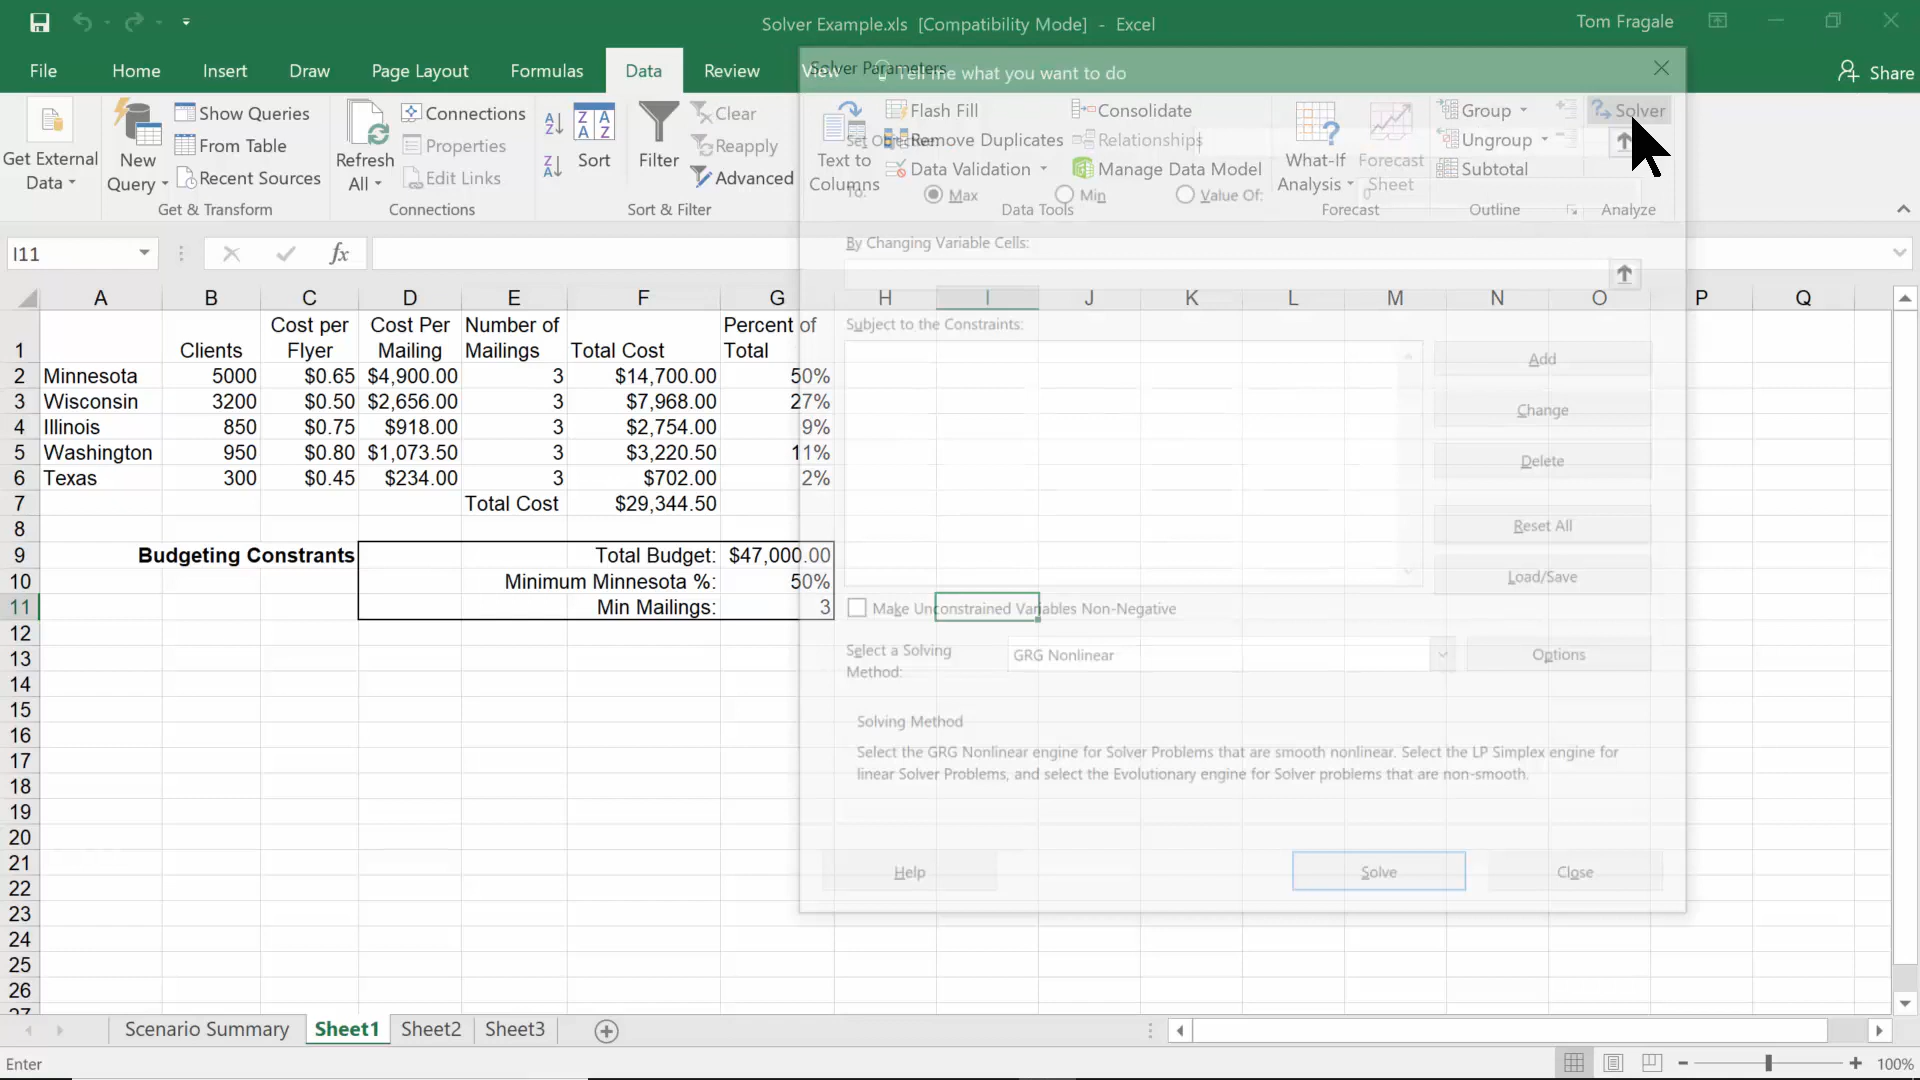 Solver Example.xls [Compatibility Mode] - Excel
Tom Fragale
File Home Insert Draw Page Layout Formulas Data Review View Tell me what you want to do Share
Solver Parameters
Get External Data
New Query
Show Queries
From Table
Recent Sources
Get & Transform
Refresh All
Connections
Properties
Edit Links
Connections
Sort
Filter
Clear
Reapply
Advanced
Sort & Filter
Text to Columns
Flash Fill
Remove Duplicates
Data Validation
Consolidate
Relationships
Manage Data Model
Data Tools
What-If Analysis
Forecast Sheet
Forecast
Group
Ungroup
Subtotal
Outline
Solver
Analyze
To: Max Min Value Of: 0
I11 fx
By Changing Variable Cells:
A B C D E F G H I J K L M N O P Q
1 Clients Cost per Flyer Cost Per Mailing Number of Mailings Total Cost Percent of Total
2 Minnesota 5000 $0.65 $4,900.00 3 $14,700.00 50%
3 Wisconsin 3200 $0.50 $2,656.00 3 $7,968.00 27%
4 Illinois 850 $0.75 $918.00 3 $2,754.00 9%
5 Washington 950 $0.80 $1,073.50 3 $3,220.50 11%
6 Texas 300 $0.45 $234.00 3 $702.00 2%
7 Total Cost $29,344.50
8
9 Budgeting Constrants Total Budget: $47,000.00
10 Minimum Minnesota %: 50%
11 Min Mailings: 3
12
13
14
15
16
17
18
19
20
21
22
23
24
25
26
27
Subject to the Constraints:
Add
Change
Delete
Reset All
Load/Save
Make Unconstrained Variables Non-Negative
Select a Solving Method:
GRG Nonlinear
Options
Solving Method
Select the GRG Nonlinear engine for Solver Problems that are smooth nonlinear. Select the LP Simplex engine for
linear Solver Problems, and select the Evolutionary engine for Solver problems that are non-smooth.
Help
Solve
Close
Scenario Summary Sheet1 Sheet2 Sheet3
Enter
100%